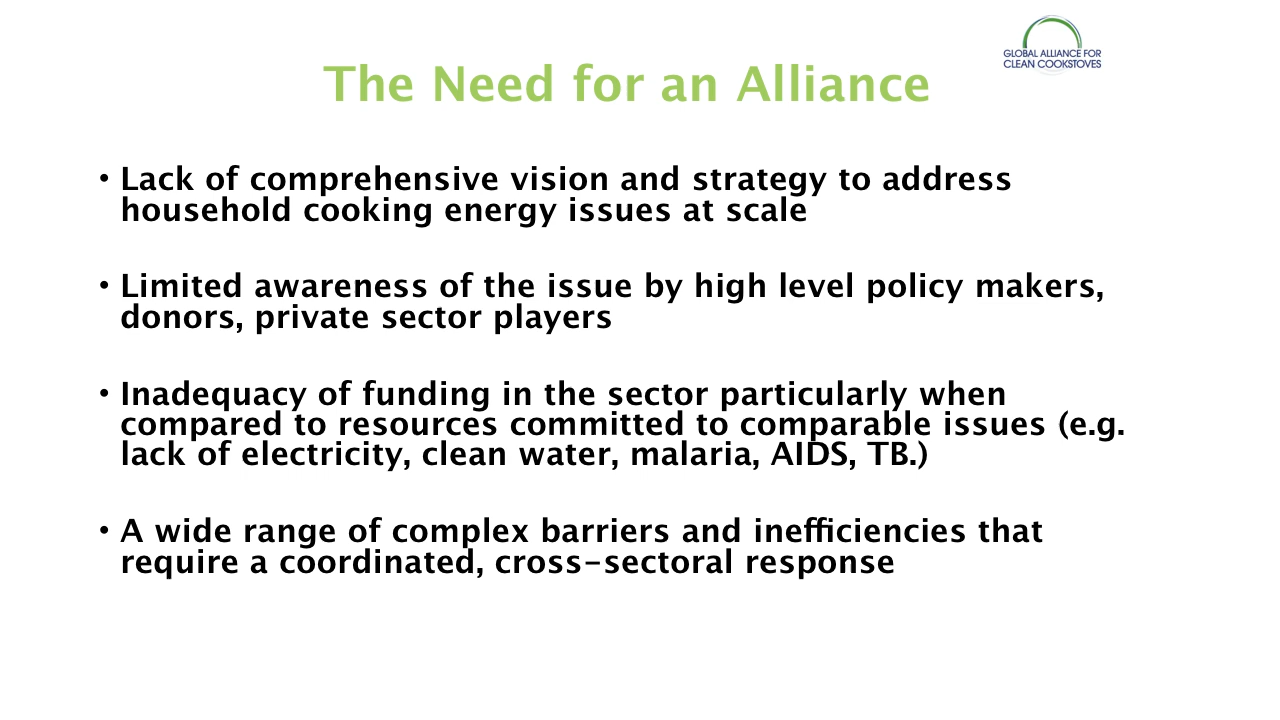 GLOBAL ALLIANCE FOR
CLEAN COOKSTOVES
The Need for an Alliance
• Lack of comprehensive vision and strategy to address
household cooking energy issues at scale
• Limited awareness of the issue by high level policy makers,
donors, private sector players
• Inadequacy of funding in the sector particularly when
compared to resources committed to comparable issues (e.g.
lack of electricity, clean water, malaria, AIDS, TB.)
• A wide range of complex barriers and inefficiencies that
require a coordinated, cross-sectoral response